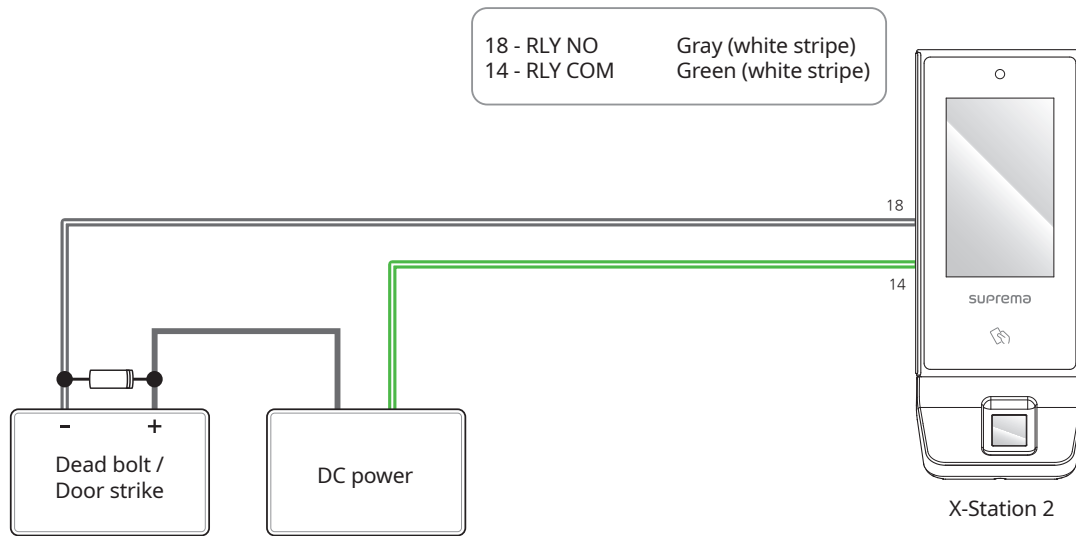 18 - RLY NO Gray (white stripe)
14 - RLY COM Green (white stripe)
18
14
suprema
- +
Dead bolt /
Door strike
DC power
X-Station 2